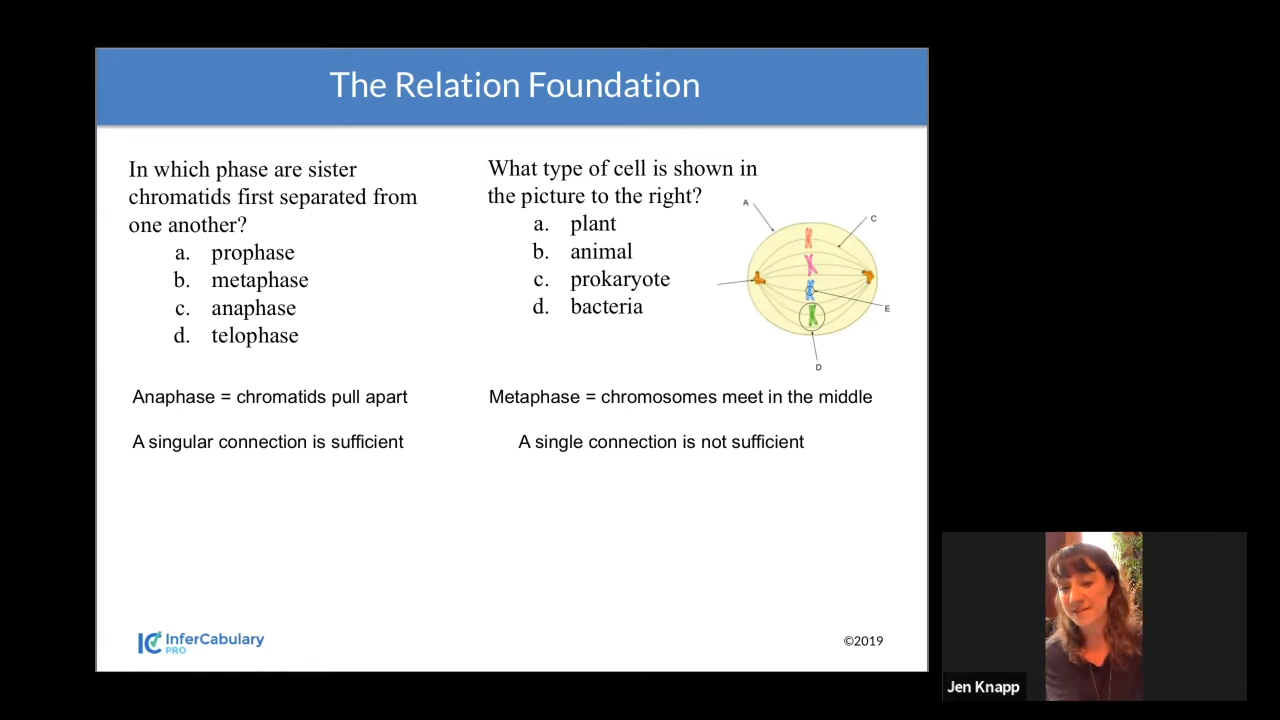 The Relation Foundation
In which phase are sister
chromatids first separated from
one another?
a. prophase
b. metaphase
c. anaphase
d. telophase
What type of cell is shown in
the picture to the right?
a. plant
b. animal
c. prokaryote
d. bacteria
A
C
E
D
Anaphase = chromatids pull apart
A singular connection is sufficient
Metaphase = chromosomes meet in the middle
A single connection is not sufficient
IC InferCabulary
PRO
©2019
Jen Knapp